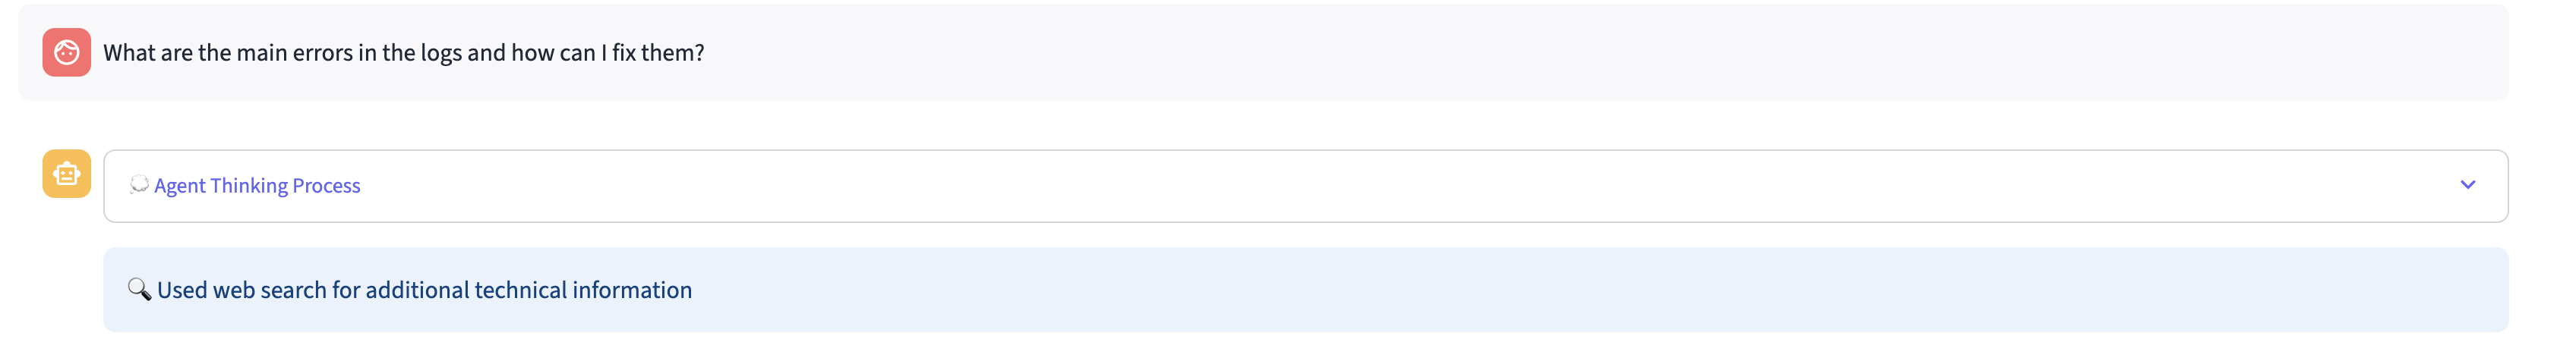 What are the main errors in the logs and how can I fix them?
💭 Agent Thinking Process
🔍 Used web search for additional technical information